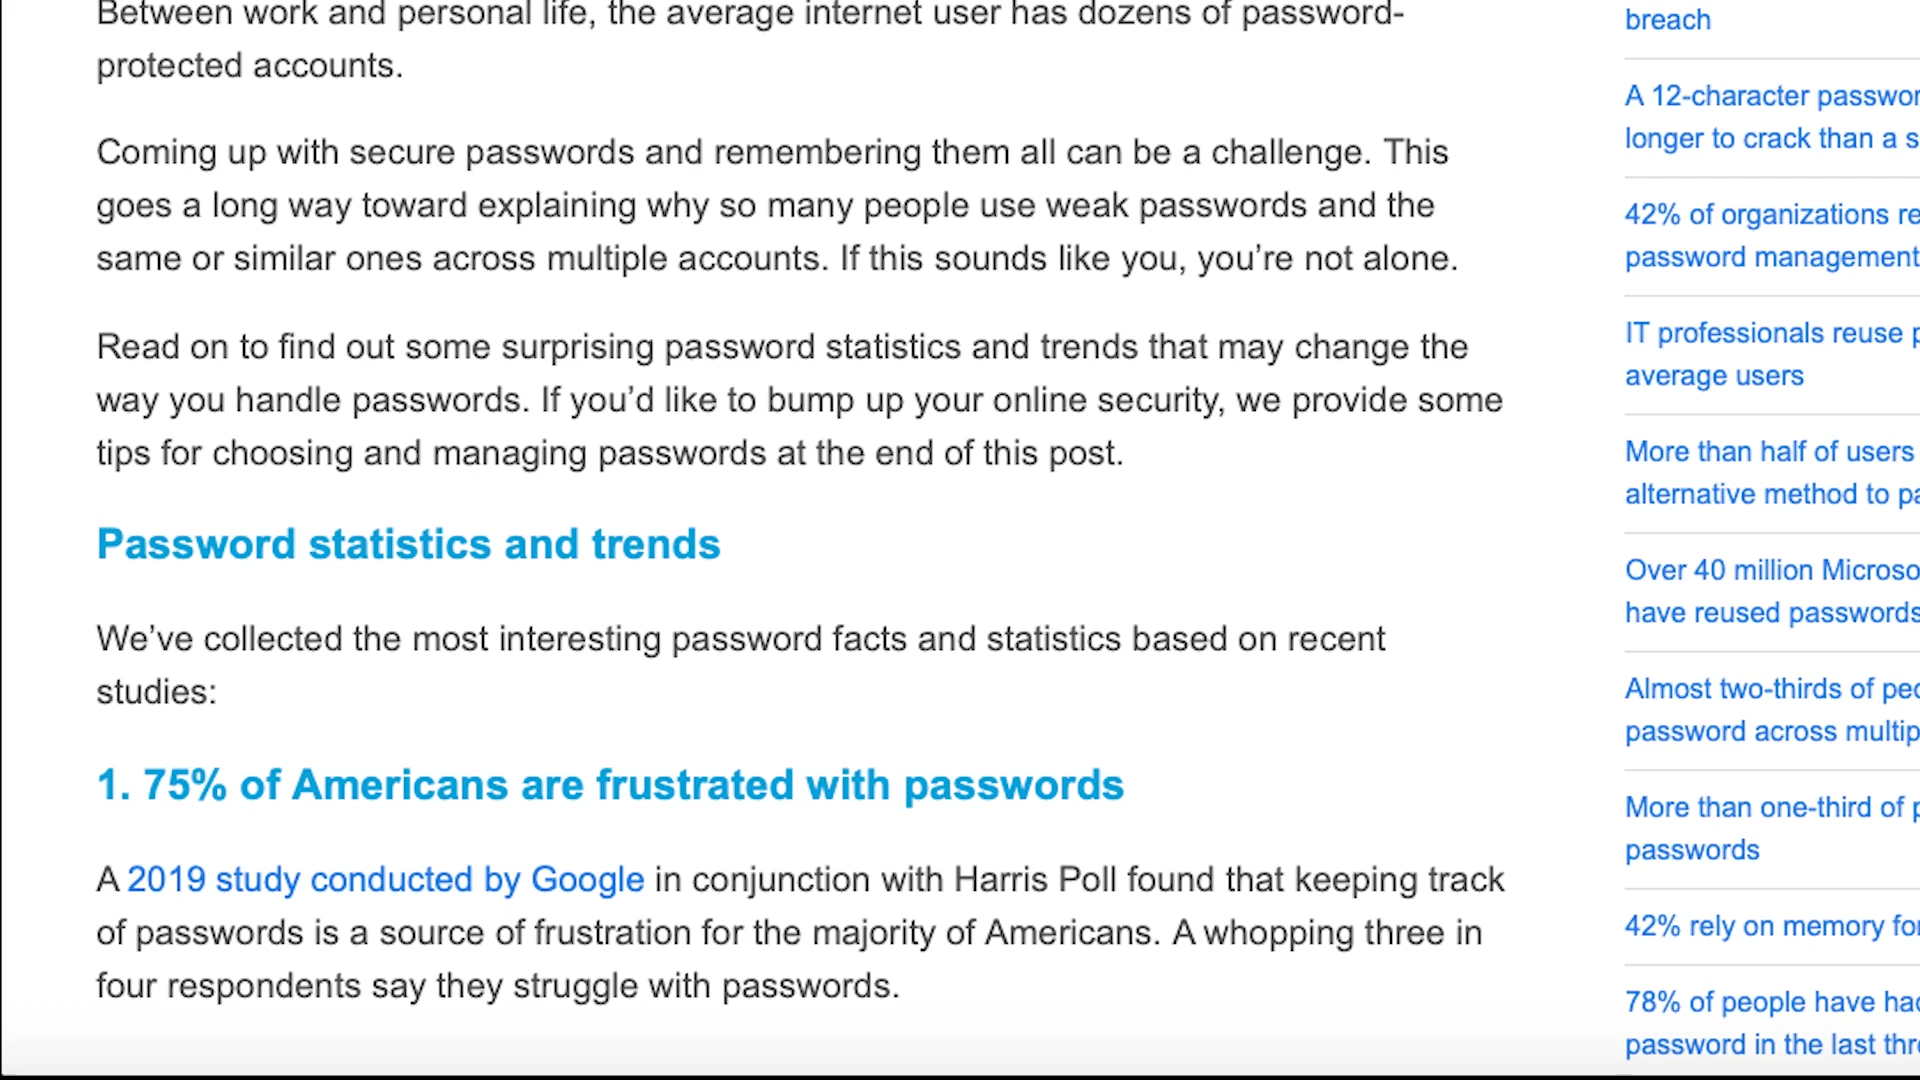 Between work and personal life, the average internet user has dozens of password-
protected accounts.
Coming up with secure passwords and remembering them all can be a challenge. This
goes a long way toward explaining why so many people use weak passwords and the
same or similar ones across multiple accounts. If this sounds like you, you’re not alone.
Read on to find out some surprising password statistics and trends that may change the
way you handle passwords. If you’d like to bump up your online security, we provide some
tips for choosing and managing passwords at the end of this post.
Password statistics and trends
We’ve collected the most interesting password facts and statistics based on recent
studies:
1. 75% of Americans are frustrated with passwords
A 2019 study conducted by Google in conjunction with Harris Poll found that keeping track
of passwords is a source of frustration for the majority of Americans. A whopping three in
four respondents say they struggle with passwords.
breach
A 12-character
longer to crack than a
42% of organizations
password management
IT professionals reuse
average users
More than half of users
alternative method to
Over 40 million
have reused passwords
Almost two-thirds of
password across
More than one-third of
passwords
42% rely on memory
78% of people have
password in the last